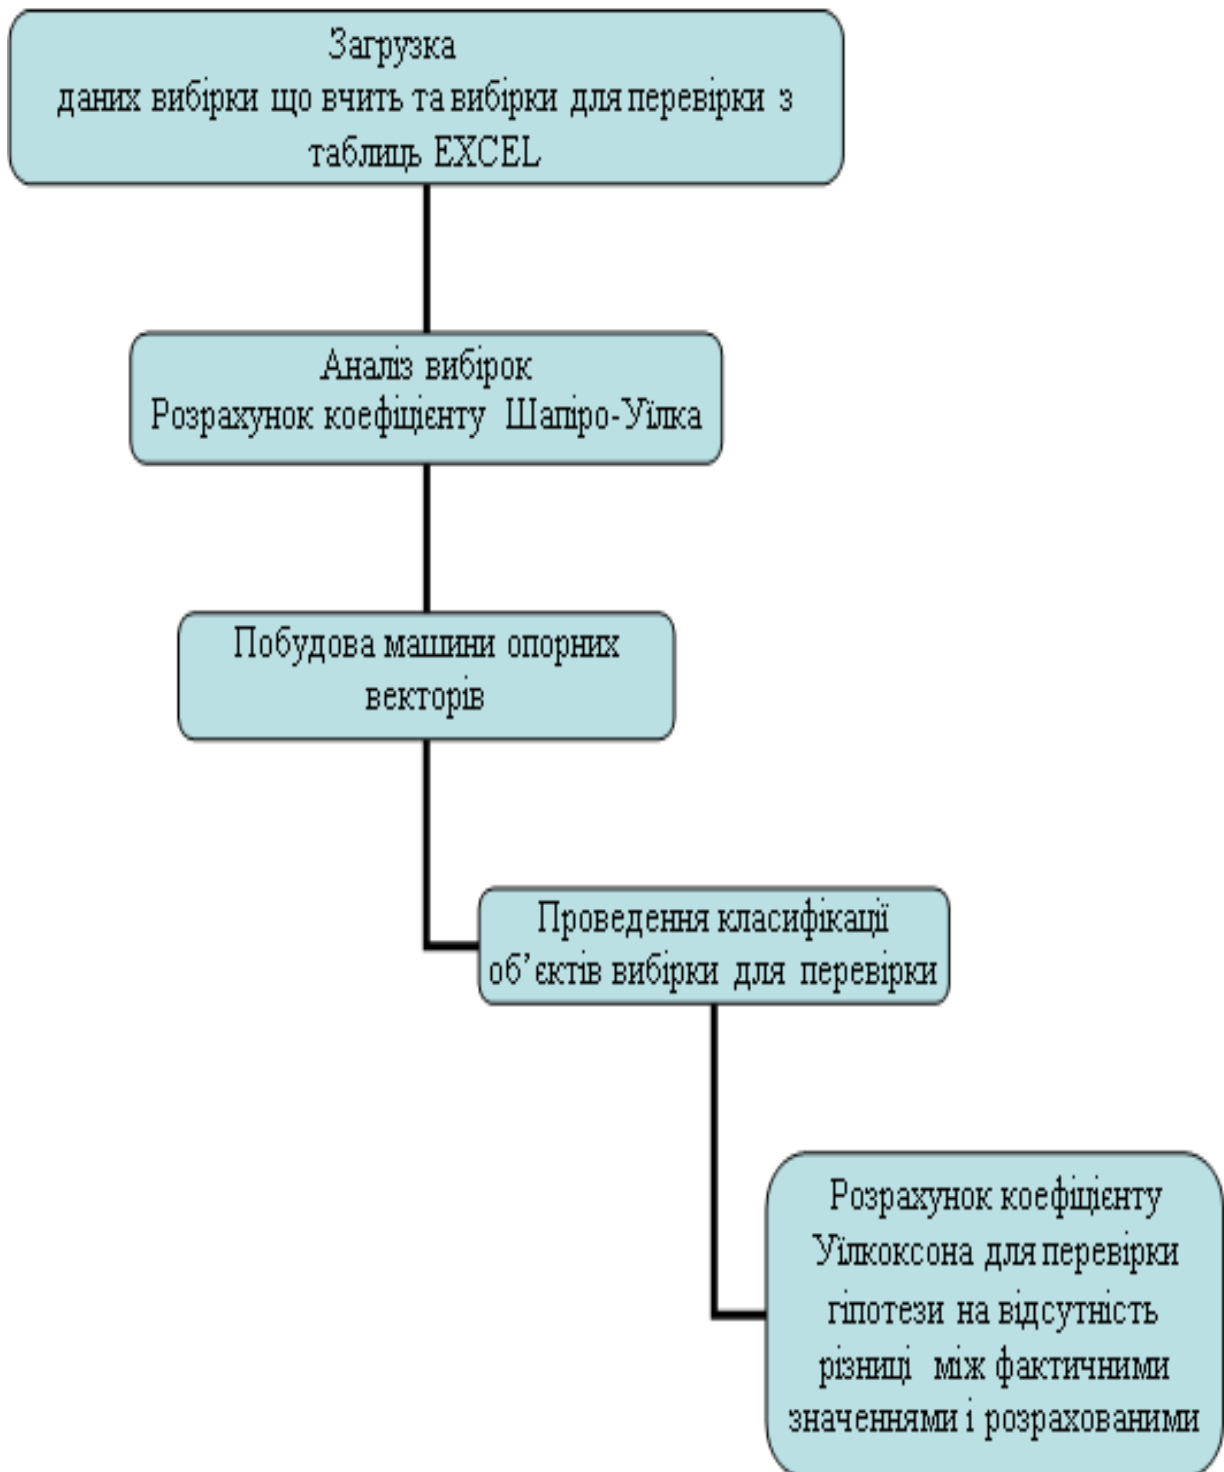 Загрузка
даних вибірки що вчить та вибірки для перевірки з
таблиць EXCEL
Аналіз вибірок
Розрахунок коефіцієнту Шапіро-Уїлка
Побудова машини опорних
векторів
Проведення класифікації
об’єктів вибірки для перевірки
Розрахунок коефіцієнту
Уїлкоксона для перевірки
гіпотези на відсутність
різниці між фактичними
значеннями і розрахованими